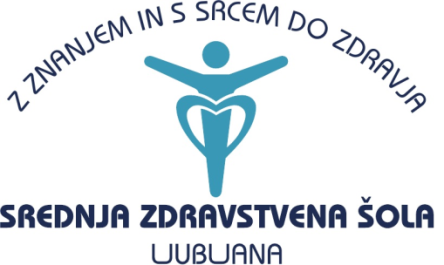 Z ZNANJEM IN S SRCEM DO ZDRAVJA
SREDNJA ZDRAVSTVENA ŠOLA
LJUBLJANA